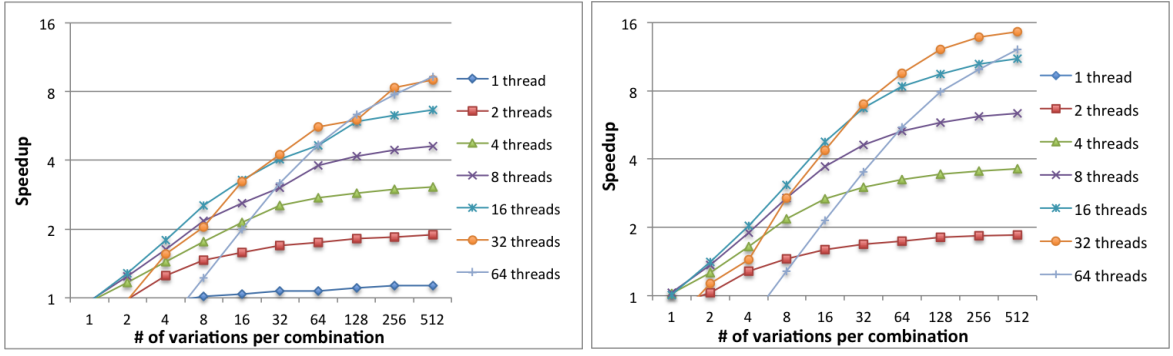 16
8
4
2
1
Speedup
1 2 4 8 16 32 64 128 256 512
# of variations per combination
1 thread
2 threads
4 threads
8 threads
16 threads
32 threads
64 threads
16
8
4
2
1
Speedup
1 2 4 8 16 32 64 128 256 512
# of variations per combination
1 thread
2 threads
4 threads
8 threads
16 threads
32 threads
64 threads